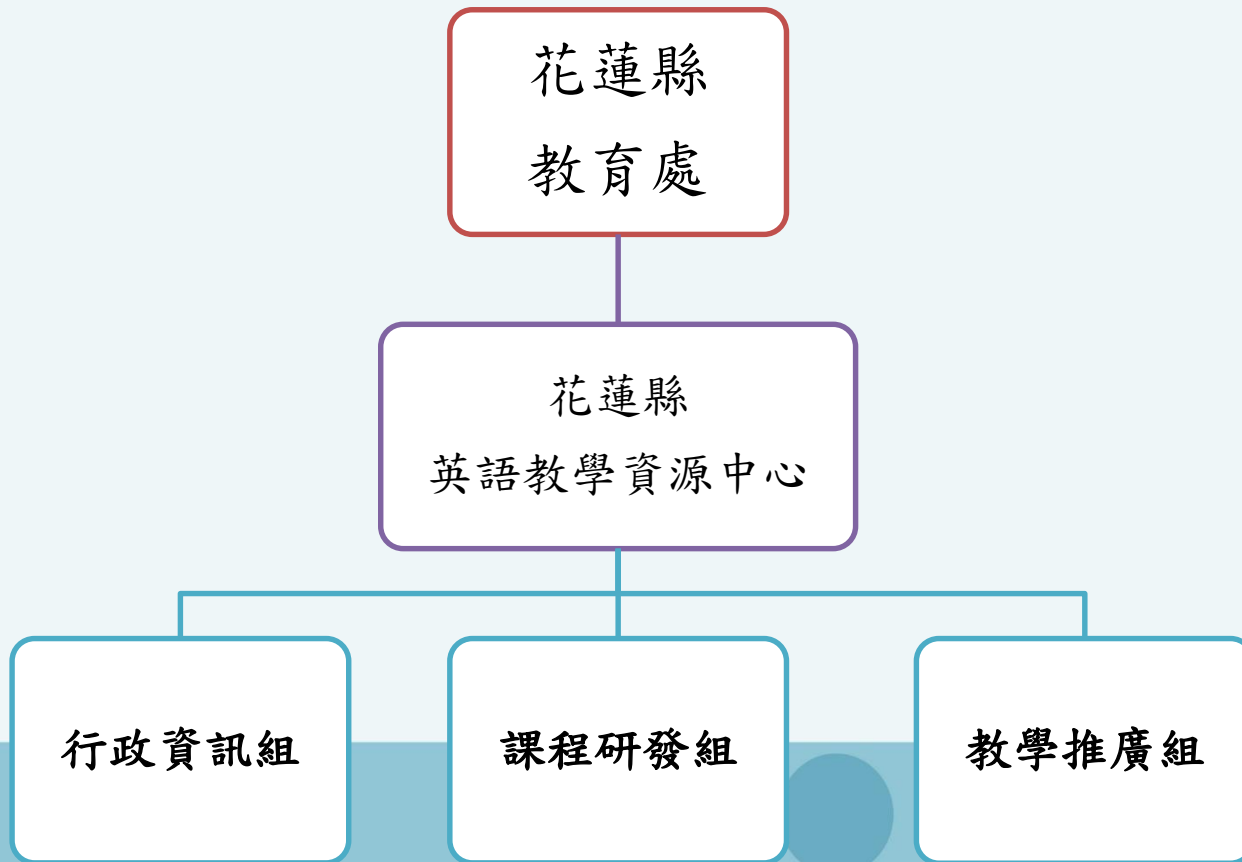 花蓮縣
教育處
花蓮縣
英語教學資源中心
行政資訊組
課程研發組
教學推廣組